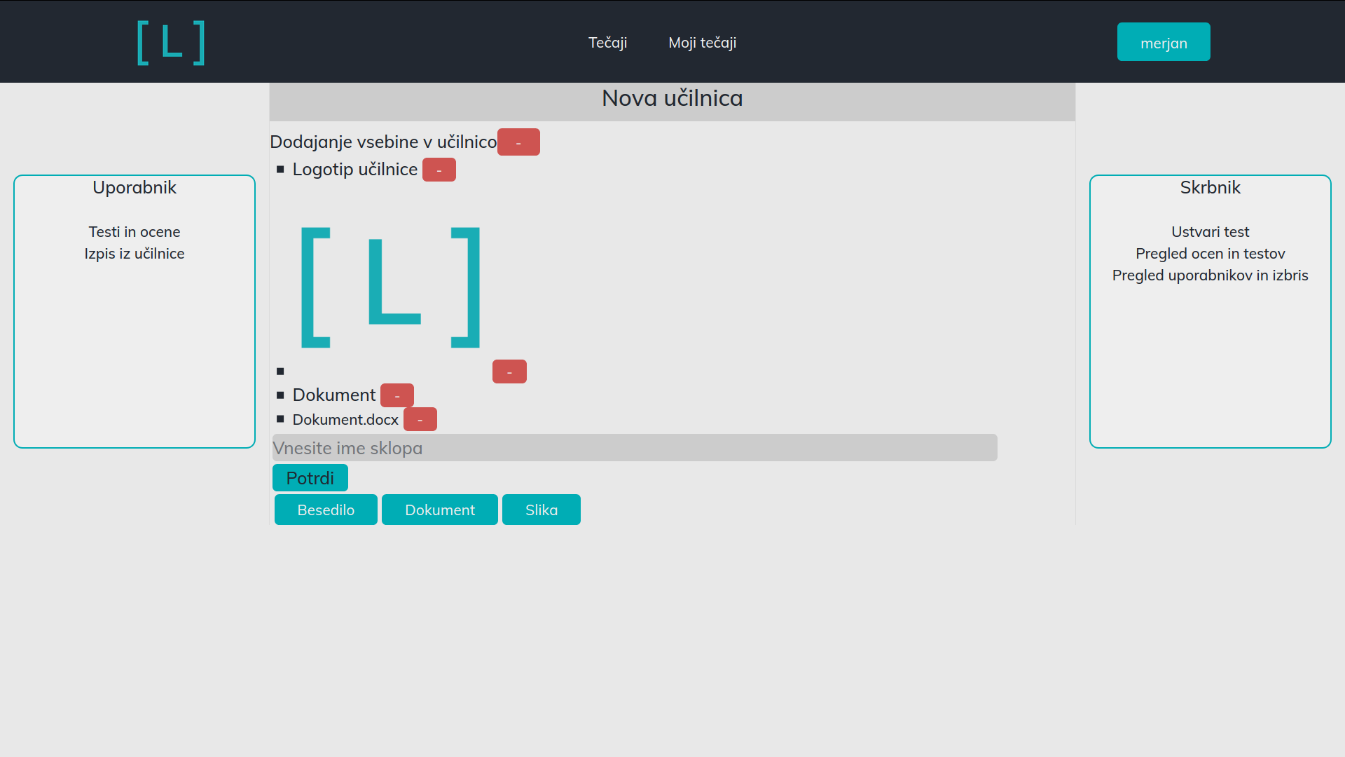 [ L ]
Tečaji
Moji tečaji
merjan
Nova učilnica
Uporabnik
Testi in ocene
Izpis iz učilnice
Dodajanje vsebine v učilnico -
Logotip učilnice -
[ L ]
-
Dokument -
Dokument.docx -
Vnesite ime sklopa
Potrdi
Besedilo
Dokument
Slika
Skrbnik
Ustvari test
Pregled ocen in testov
Pregled uporabnikov in izbris